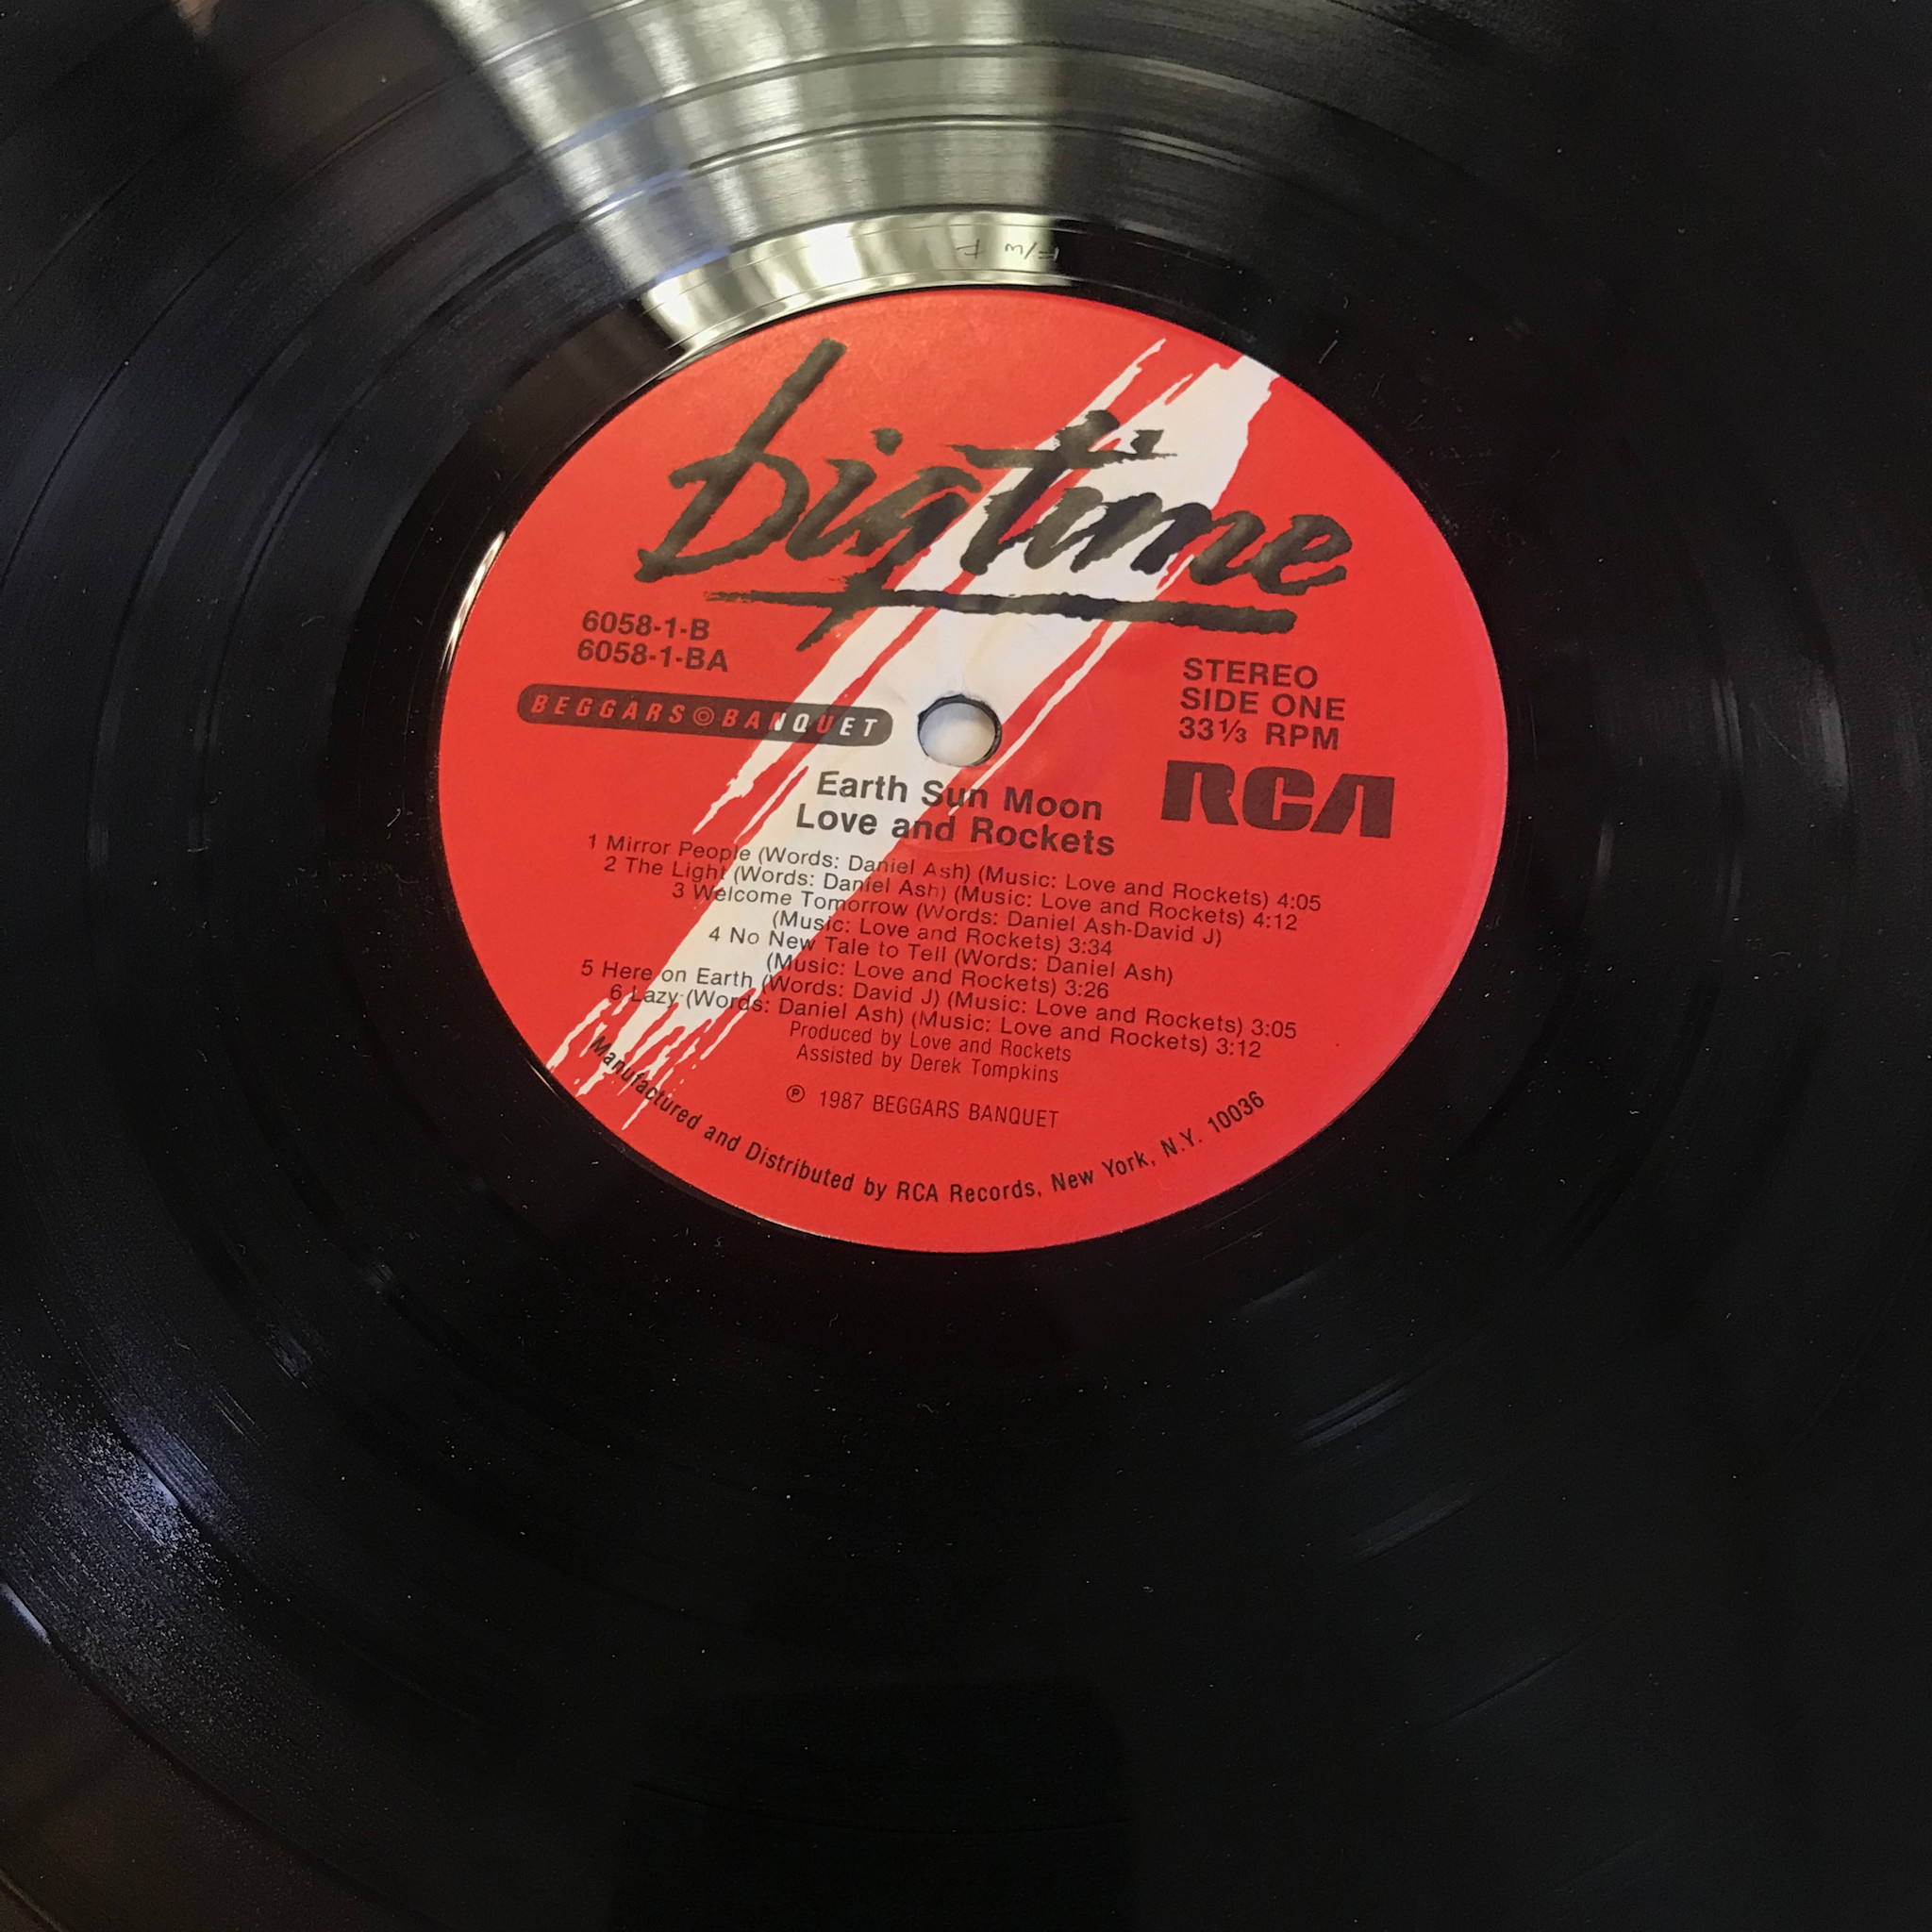 F/W F
bigtime
6058-1-B
6058-1-BA
BEGGARS BANQUET
STEREO
SIDE ONE
33⅓ RPM
RCA
Earth Sun Moon
Love and Rockets
1 Mirror People (Words: Daniel Ash) (Music: Love and Rockets) 4:05
2 The Light (Words: Daniel Ash) (Music: Love and Rockets) 4:12
3 Welcome Tomorrow (Words: Daniel Ash-David J)
(Music: Love and Rockets) 3:34
4 No New Tale to Tell (Words: Daniel Ash)
(Music: Love and Rockets) 3:26
5 Here on Earth (Words: David J) (Music: Love and Rockets) 3:05
6 Lazy (Words: Daniel Ash) (Music: Love and Rockets) 3:12
Produced by Love and Rockets
Assisted by Derek Tompkins
℗ 1987 BEGGARS BANQUET
Manufactured and Distributed by RCA Records, New York, N.Y. 10036